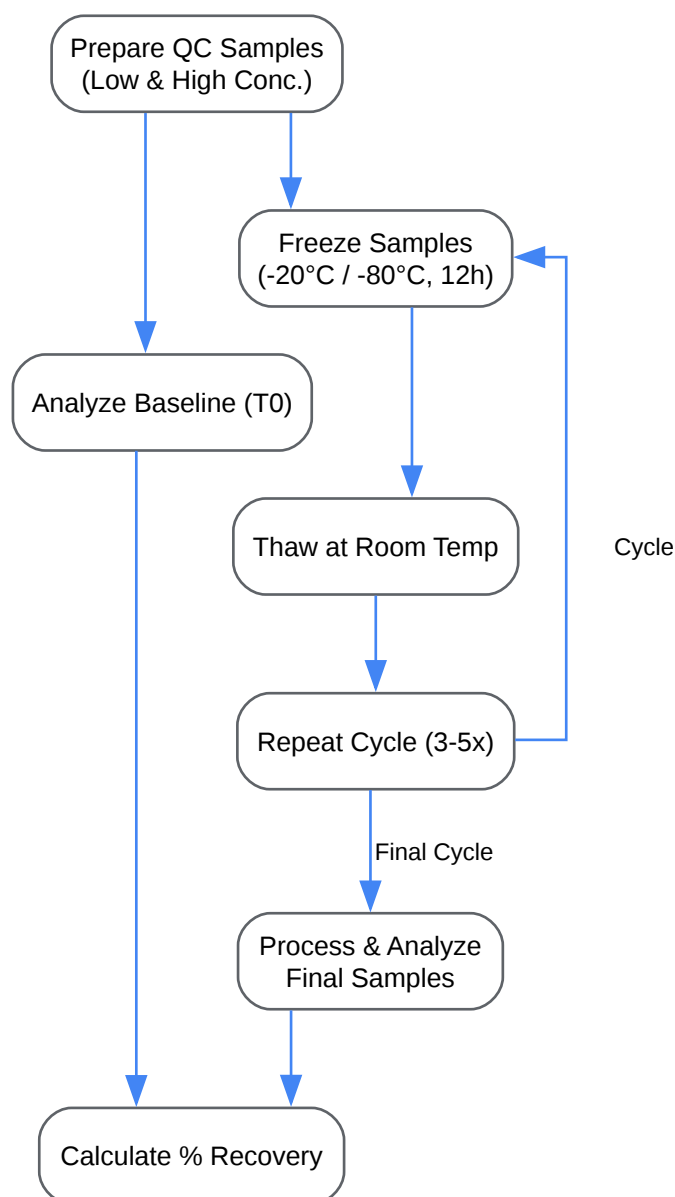 Prepare QC Samples
(Low & High Conc.)
Freeze Samples
(-20°C / -80°C, 12h)
Analyze Baseline (T0)
Thaw at Room Temp
Cycle
Repeat Cycle (3-5x)
Final Cycle
Process & Analyze
Final Samples
Calculate % Recovery